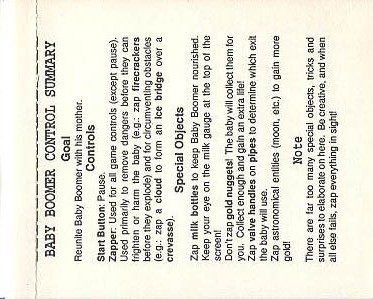 BABY BOOMER CONTROL SUMMARY
Goal
Reunite Baby Boomer with his mother.
Controls
Start Button: Pause.
Zapper: Used for all game controls (except pause).
Used primarily to remove dangers before they can
frighten or harm the baby (e.g.: zap firecrackers
before they explode) and for circumventing obstacles
(e.g.: zap a cloud to form an ice bridge over a
crevasse).
Special Objects
Zap milk bottles to keep Baby Boomer nourished.
Keep your eye on the milk gauge at the top of the
screen!
Don't zap gold nuggets! The baby will collect them for
you. Collect enough and gain an extra life!
Zap valve handles on pipes to determine which exit
the baby will use.
Zap astronomical entities (moon, etc.) to gain more
gold!
Note
There are far too many special objects, tricks and
surprises to elaborate on here. Be creative, and when
all else fails, zap everything in sight!